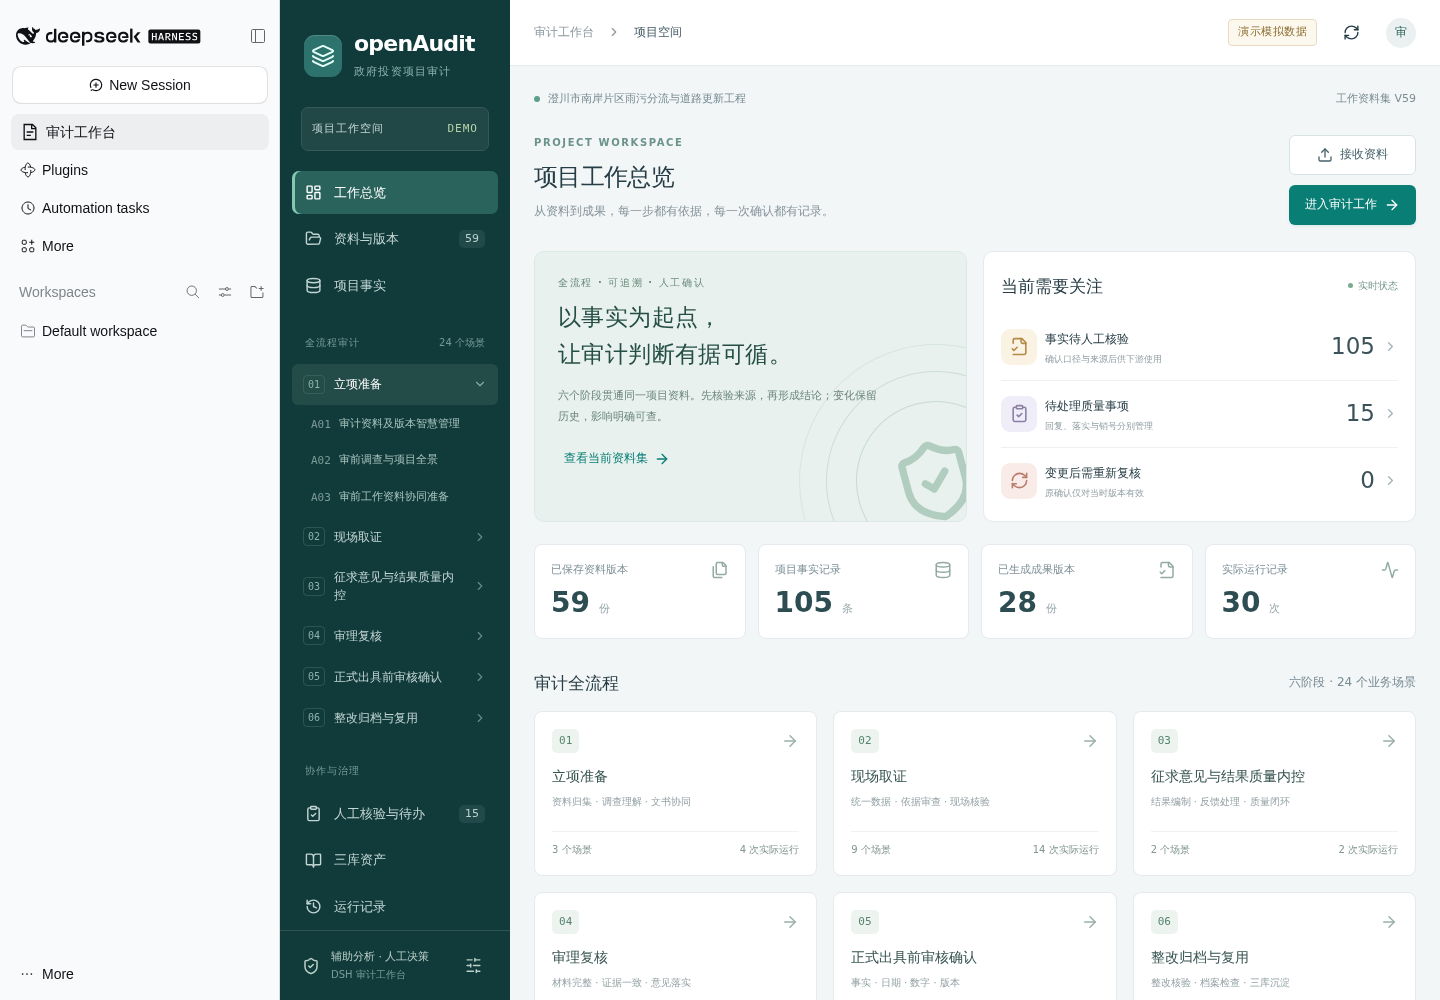 deepseek HARNESS
New Session
审计工作台
Plugins
Automation tasks
More
Workspaces
Default workspace
More
openAudit
政府投资项目审计
项目工作空间 DEMO
工作总览
资料与版本 59
项目事实
全流程审计 24 个场景
01 立项准备
A01 审计资料及版本智慧管理
A02 审前调查与项目全景
A03 审前工作资料协同准备
02 现场取证
03 征求意见与结果质量内
控
04 审理复核
05 正式出具前审核确认
06 整改归档与复用
协作与治理
人工核验与待办 15
三库资产
运行记录
辅助分析 · 人工决策
DSH 审计工作台
审计工作台 项目空间
演示模拟数据 审
澄川市南岸片区雨污分流与道路更新工程 工作资料集 V59
PROJECT WORKSPACE
项目工作总览
从资料到成果，每一步都有依据，每一次确认都有记录。
接收资料
进入审计工作
全流程 · 可追溯 · 人工确认
以事实为起点，
让审计判断有据可循。
六个阶段贯通同一项目资料。先核验来源，再形成结论；变化保留
历史，影响明确可查。
查看当前资料集
当前需要关注 实时状态
事实待人工核验 105
确认口径与来源后供下游使用
待处理质量事项 15
回复、落实与销号分别管理
变更后需重新复核 0
原确认仅对当时版本有效
已保存资料版本
59 份
项目事实记录
105 条
已生成成果版本
28 份
实际运行记录
30 次
审计全流程 六阶段 · 24 个业务场景
01
立项准备
资料归集 · 调查理解 · 文书协同
3 个场景 4 次实际运行
02
现场取证
统一数据 · 依据审查 · 现场核验
9 个场景 14 次实际运行
03
征求意见与结果质量内控
结果编制 · 反馈处理 · 质量闭环
2 个场景 2 次实际运行
04
审理复核
材料完整 · 证据一致 · 意见落实
05
正式出具前审核确认
事实 · 日期 · 数字 · 版本
06
整改归档与复用
整改核验 · 档案检查 · 三库沉淀